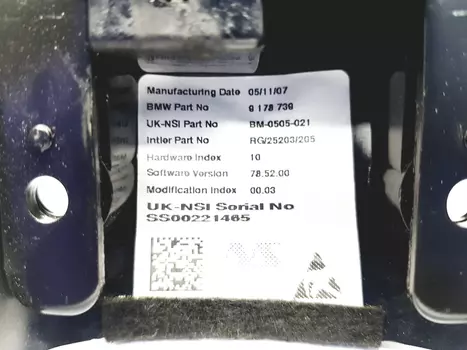 Manufacturing Date 05/11/07
BMW Part No 9 178 739
UK-NSI Part No BM-0505-021
Intier Part No RG/25203/205
Hardware Index 10
Software Version 78.52.00
Modification Index 00.03
UK-NSI Serial No
SS00221465